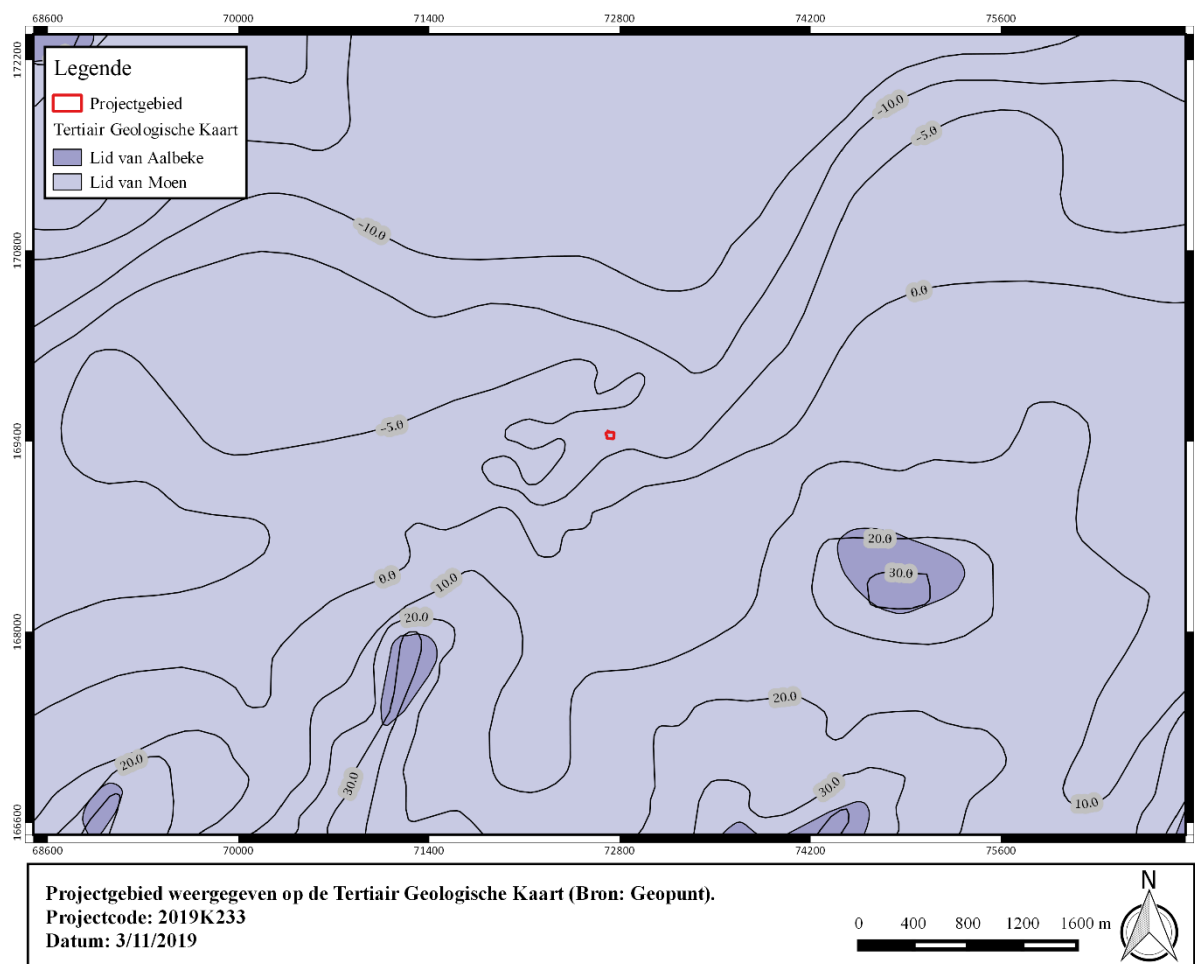 68600 70000 71400 72800 74200 75600
172200
170800
169400
168000
166600
Legende
Projectgebied
Tertiair Geologische Kaart
Lid van Aalbeke
Lid van Moen
-10.0
-5.0
-10.0
0.0
-5.0
20.0
30.0
0.0
10.0
20.0
20.0
20.0
30.0
30.0
10.0
68600 70000 71400 72800 74200 75600
Projectgebied weergegeven op de Tertiair Geologische Kaart (Bron: Geopunt).
Projectcode: 2019K233
Datum: 3/11/2019
0 400 800 1200 1600 m
N